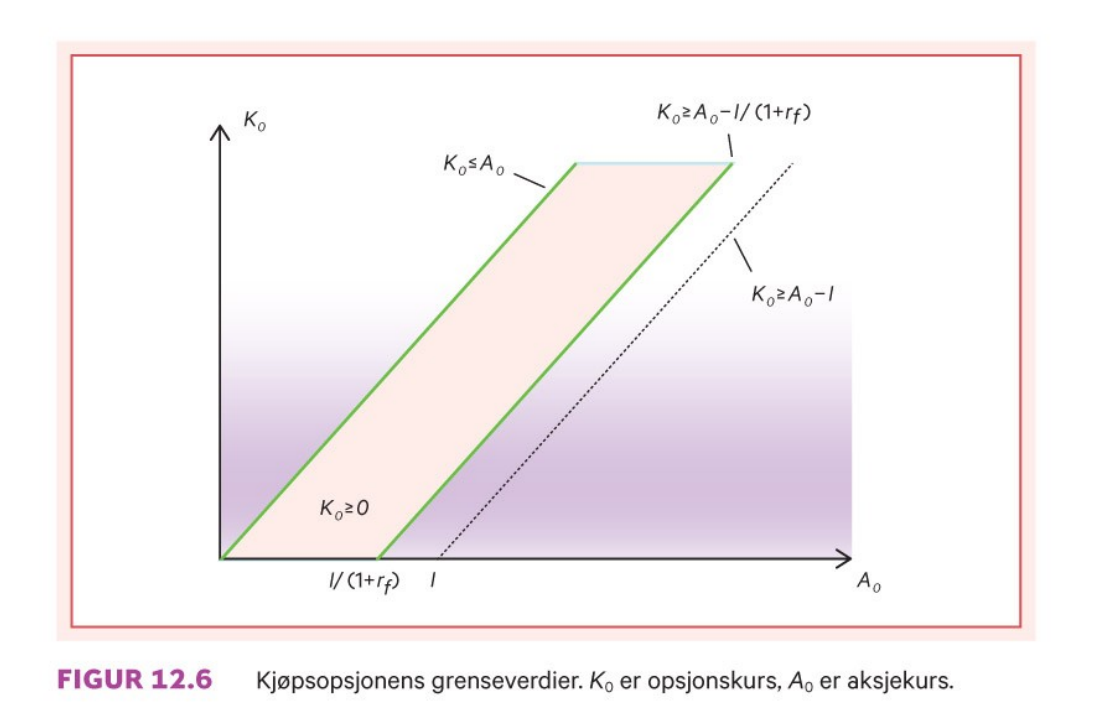 K₀
K₀≥A₀−I/(1+r_f)
K₀≤A₀
K₀≥A₀−I
K₀≥0
I/(1+r_f) I
A₀
FIGUR 12.6 Kjøpsopsjonens grenseverdier. K₀ er opsjonskurs, A₀ er aksjekurs.